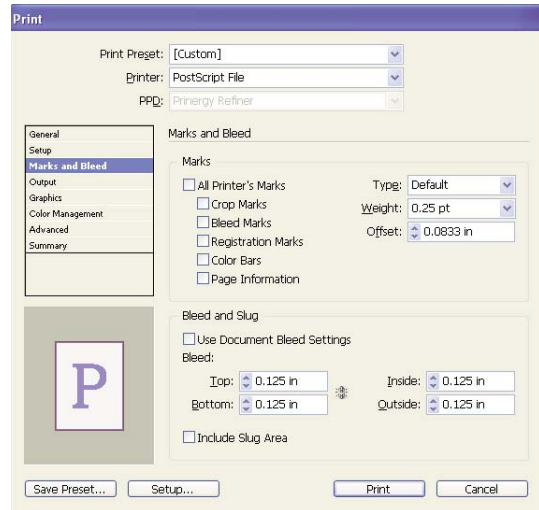 Print
Print Preset: [Custom]
Printer: PostScript File
PPD: Prinergy Refiner
General
Setup
Marks and Bleed
Output
Graphics
Color Management
Advanced
Summary
Marks and Bleed
Marks
All Printer's Marks
Crop Marks
Bleed Marks
Registration Marks
Color Bars
Page Information
Type: Default
Weight: 0.25 pt
Offset: 0.0833 in
Bleed and Slug
Use Document Bleed Settings
Bleed:
Top: 0.125 in Inside: 0.125 in
Bottom: 0.125 in Outside: 0.125 in
Include Slug Area
P
Save Preset... Setup... Print Cancel